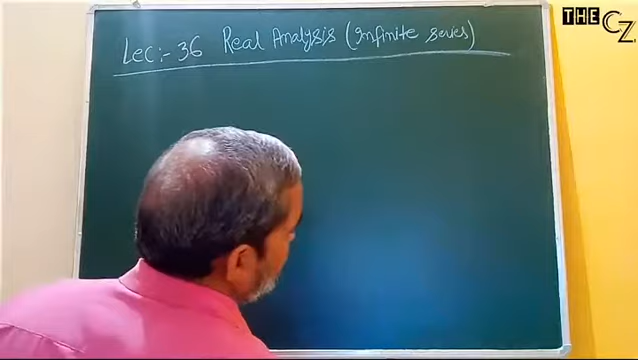 Lec:- 36 Real Analysis (Infinite series)
THE CZ